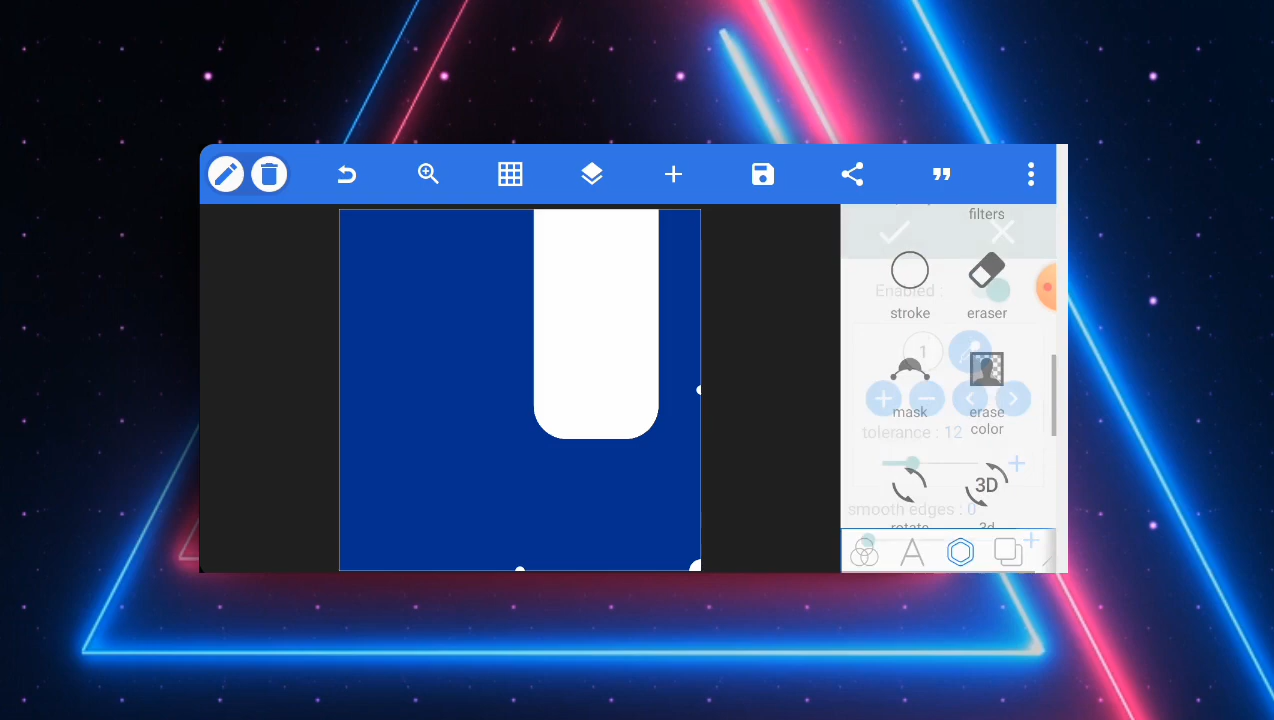 filters
stroke
eraser
Enabled :
1
mask
erase
color
tolerance : 12
rotate
3D
3d
smooth edges : 0